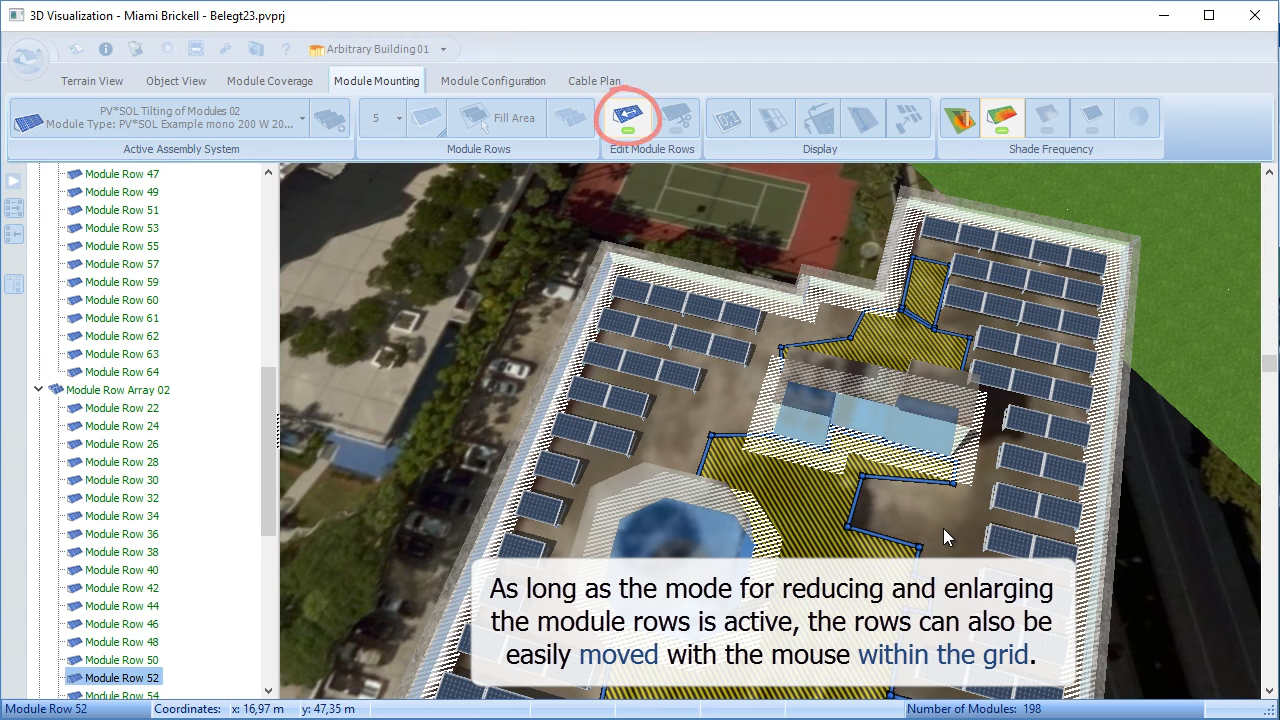 3D Visualization - Miami Brickell - Belegt23.pvprj
Arbitrary Building 01
Terrain View
Object View
Module Coverage
Module Mounting
Module Configuration
Cable Plan
PV*SOL Tilting of Modules 02
Module Type: PV*SOL Example mono 200 W 20...
5
Fill Area
Active Assembly System
Module Rows
Edit Module Rows
Display
Shade Frequency
Module Row 47
Module Row 49
Module Row 51
Module Row 53
Module Row 55
Module Row 57
Module Row 59
Module Row 60
Module Row 61
Module Row 62
Module Row 63
Module Row 64
Module Row Array 02
Module Row 22
Module Row 24
Module Row 26
Module Row 28
Module Row 30
Module Row 32
Module Row 34
Module Row 36
Module Row 38
Module Row 40
Module Row 42
Module Row 44
Module Row 46
Module Row 48
Module Row 50
Module Row 52
Module Row 54
As long as the mode for reducing and enlarging
the module rows is active, the rows can also be
easily moved with the mouse within the grid.
Module Row 52
Coordinates: x: 16,97 m y: 47,35 m
Number of Modules: 198